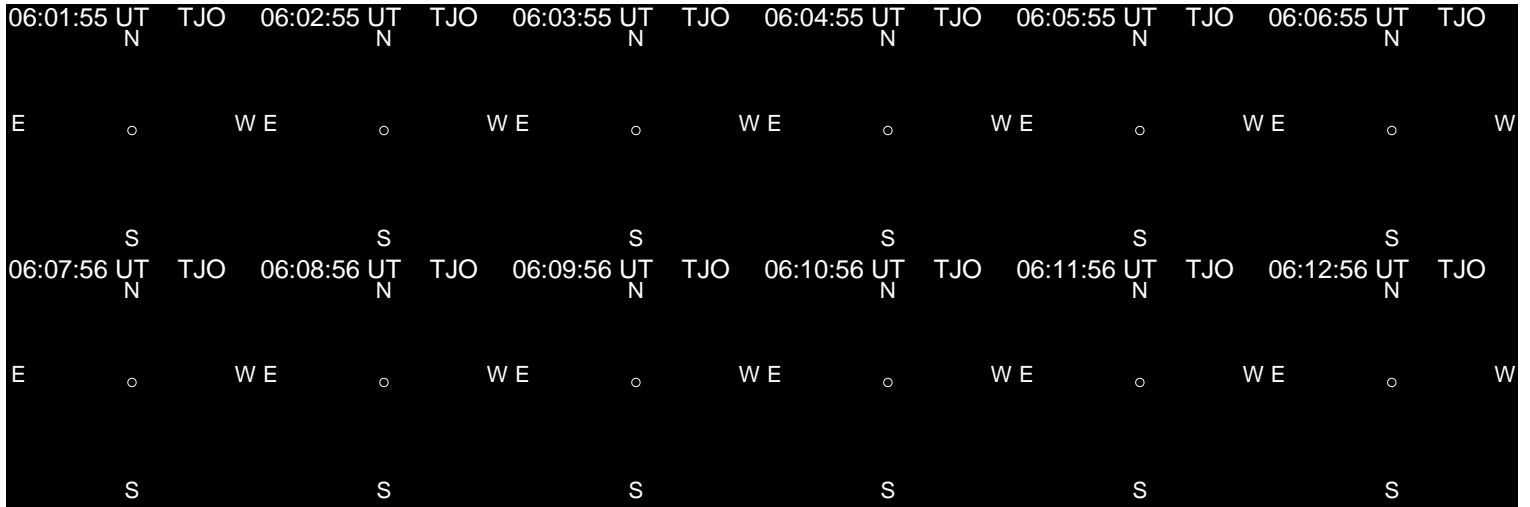 06:01:55 UT TJO 06:02:55 UT TJO 06:03:55 UT TJO 06:04:55 UT TJO 06:05:55 UT TJO 06:06:55 UT TJO
N N N N N N
E W E W E W E W E W E W
S S S S S S
06:07:56 UT TJO 06:08:56 UT TJO 06:09:56 UT TJO 06:10:56 UT TJO 06:11:56 UT TJO 06:12:56 UT TJO
N N N N N N
E W E W E W E W E W E W
S S S S S S